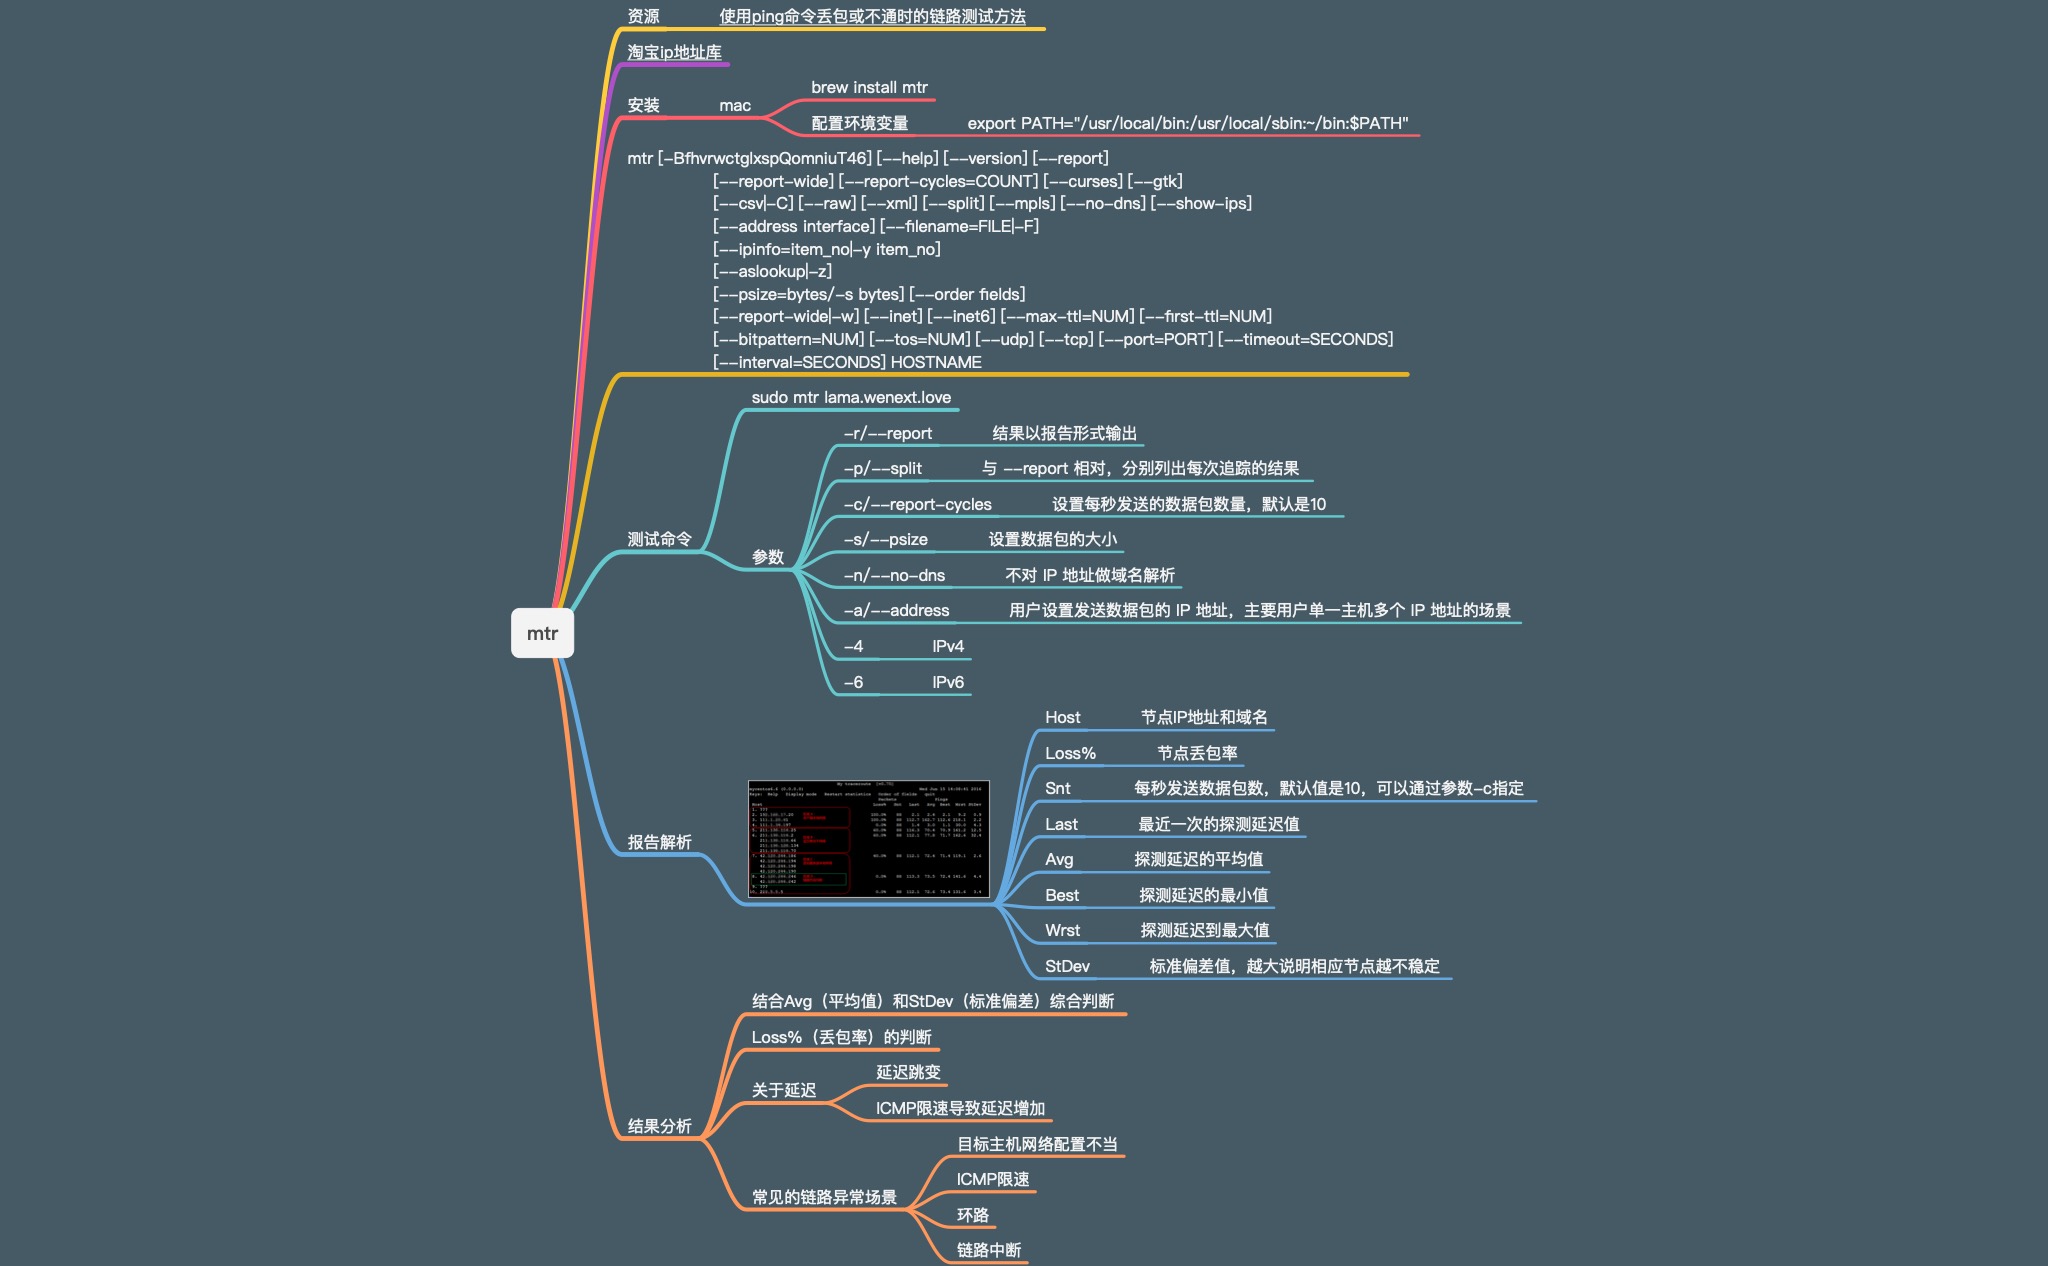 资源
使用ping命令丢包或不通时的链路测试方法
淘宝ip地址库
安装
mac
brew install mtr
配置环境变量
export PATH="/usr/local/bin:/usr/local/sbin:~/bin:$PATH"
mtr [-BfhvrwctglxspQomniuT46] [--help] [--version] [--report]
[--report-wide] [--report-cycles=COUNT] [--curses] [--gtk]
[--csv|-C] [--raw] [--xml] [--split] [--mpls] [--no-dns] [--show-ips]
[--address interface] [--filename=FILE|-F]
[--ipinfo=item_no|-y item_no]
[--aslookup|-z]
[--psize=bytes/-s bytes] [--order fields]
[--report-wide|-w] [--inet] [--inet6] [--max-ttl=NUM] [--first-ttl=NUM]
[--bitpattern=NUM] [--tos=NUM] [--udp] [--tcp] [--port=PORT] [--timeout=SECONDS]
[--interval=SECONDS] HOSTNAME
mtr
测试命令
sudo mtr lama.wenext.love
参数
-r/--report
结果以报告形式输出
-p/--split
与 --report 相对，分别列出每次追踪的结果
-c/--report-cycles
设置每秒发送的数据包数量，默认是10
-s/--psize
设置数据包的大小
-n/--no-dns
不对 IP 地址做域名解析
-a/--address
用户设置发送数据包的 IP 地址，主要用户单一主机多个 IP 地址的场景
-4
IPv4
-6
IPv6
报告解析
Host
节点IP地址和域名
Loss%
节点丢包率
Snt
每秒发送数据包数，默认值是10，可以通过参数-c指定
Last
最近一次的探测延迟值
Avg
探测延迟的平均值
Best
探测延迟的最小值
Wrst
探测延迟到最大值
StDev
标准偏差值，越大说明相应节点越不稳定
结果分析
结合Avg（平均值）和StDev（标准偏差）综合判断
Loss%（丢包率）的判断
关于延迟
延迟跳变
ICMP限速导致延迟增加
常见的链路异常场景
目标主机网络配置不当
ICMP限速
环路
链路中断